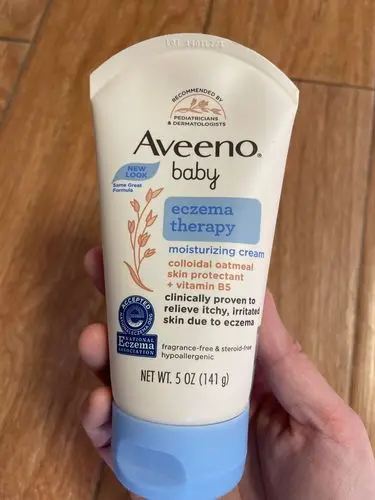 RECOMMENDED BY
PEDIATRICIANS
& DERMATOLOGISTS
Aveeno®
baby
NEW
LOOK
Same Great
Formula
eczema
therapy
moisturizing cream
colloidal oatmeal
skin protectant
+ vitamin B5
clinically proven to
relieve itchy, irritated
skin due to eczema
ACCEPTED
NATIONAL
Eczema
ASSOCIATION
fragrance-free & steroid-free
hypoallergenic
NET WT. 5 OZ (141 g)